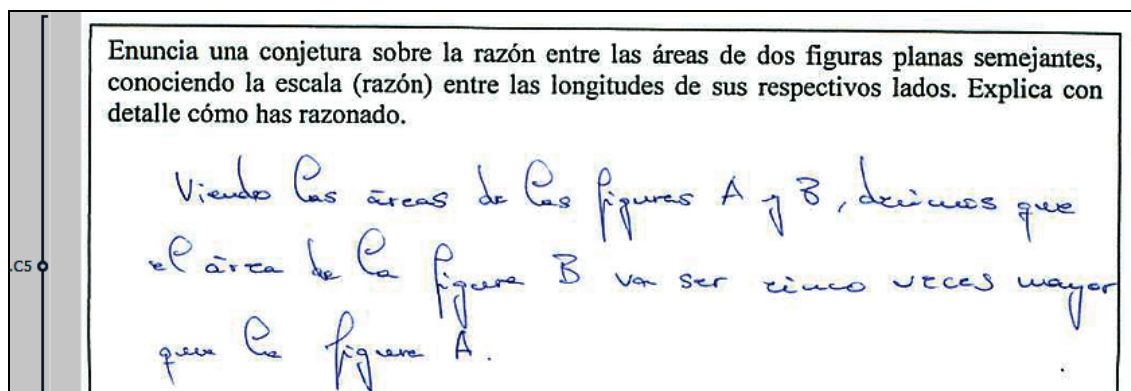 Enuncia una conjetura sobre la razón entre las áreas de dos figuras planas semejantes,
conociendo la escala (razón) entre las longitudes de sus respectivos lados. Explica con
detalle cómo has razonado.
Viendo las áreas de las figuras A y B, decimos que
.C5
el área de la figura B va ser cinco veces mayor
que la figura A.